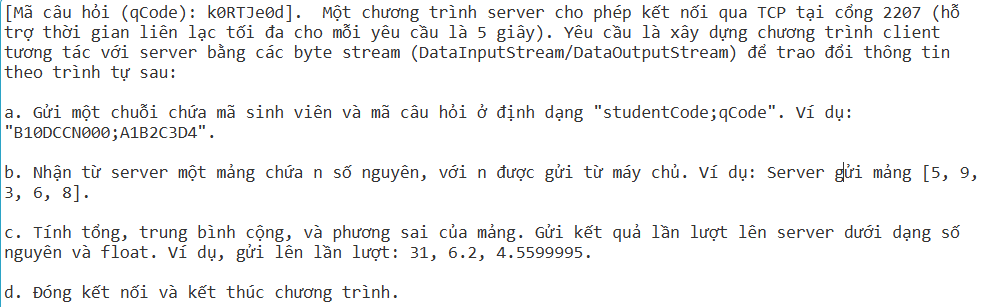 [Mã câu hỏi (qCode): k0RTJe0d].  Một chương trình server cho phép kết nối qua TCP tại cổng 2207 (hỗ
trợ thời gian liên lạc tối đa cho mỗi yêu cầu là 5 giây). Yêu cầu là xây dựng chương trình client
tương tác với server bằng các byte stream (DataInputStream/DataOutputStream) để trao đổi thông tin
theo trình tự sau:
a. Gửi một chuỗi chứa mã sinh viên và mã câu hỏi ở định dạng "studentCode;qCode". Ví dụ:
"B10DCCN000;A1B2C3D4".
b. Nhận từ server một mảng chứa n số nguyên, với n được gửi từ máy chủ. Ví dụ: Server gửi mảng [5, 9,
3, 6, 8].
c. Tính tổng, trung bình cộng, và phương sai của mảng. Gửi kết quả lần lượt lên server dưới dạng số
nguyên và float. Ví dụ, gửi lên lần lượt: 31, 6.2, 4.5599995.
d. Đóng kết nối và kết thúc chương trình.